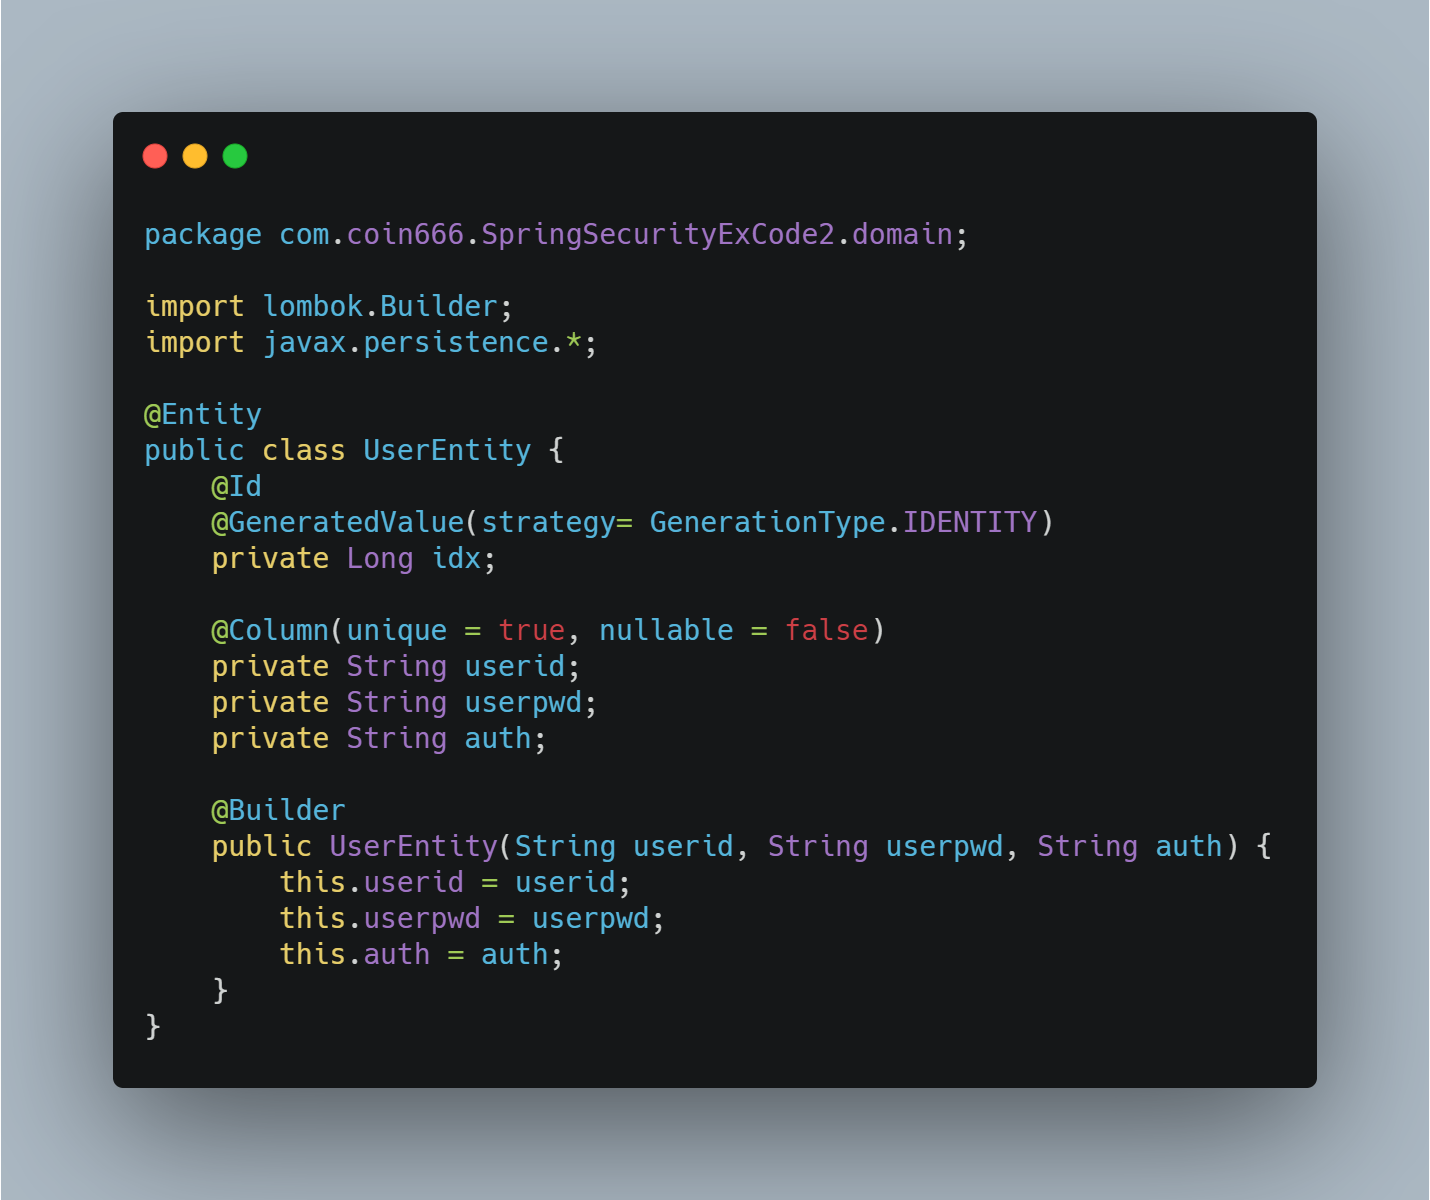 package com.coin666.SpringSecurityExCode2.domain;
import lombok.Builder;
import javax.persistence.*;
@Entity
public class UserEntity {
@Id
@GeneratedValue(strategy= GenerationType.IDENTITY)
private Long idx;
@Column(unique = true, nullable = false)
private String userid;
private String userpwd;
private String auth;
@Builder
public UserEntity(String userid, String userpwd, String auth) {
this.userid = userid;
this.userpwd = userpwd;
this.auth = auth;
}
}